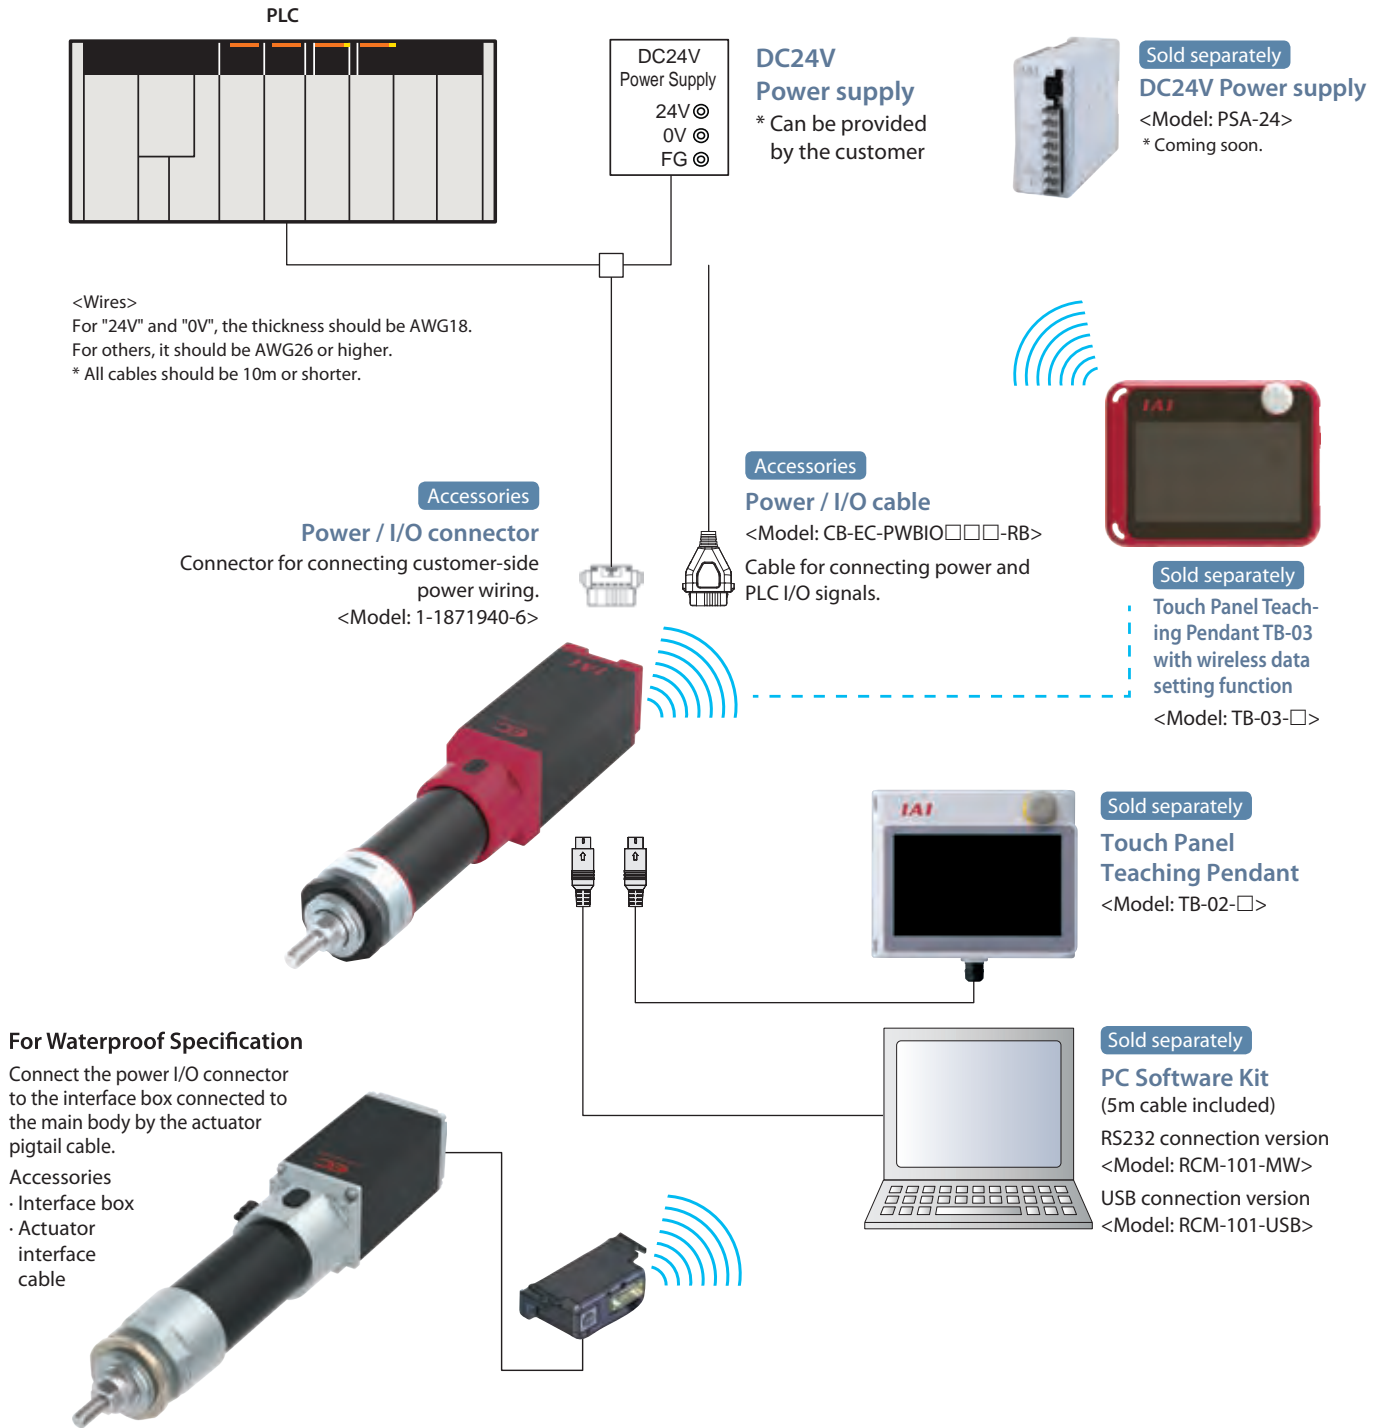 PLC
DC24V
Power Supply
24V
0V
FG
DC24V
Power supply
* Can be provided
by the customer
Sold separately
DC24V Power supply
<Model: PSA-24>
* Coming soon.
<Wires>
For "24V" and "0V", the thickness should be AWG18.
For others, it should be AWG26 or higher.
* All cables should be 10m or shorter.
IAI
Accessories
Power / I/O connector
Connector for connecting customer-side
power wiring.
<Model: 1-1871940-6>
Accessories
Power / I/O cable
<Model: CB-EC-PWBIO□□□-RB>
Cable for connecting power and
PLC I/O signals.
Sold separately
Touch Panel Teach-
ing Pendant TB-03
with wireless data
setting function
<Model: TB-03-□>
IAI
EC
IAI
Sold separately
Touch Panel
Teaching Pendant
<Model: TB-02-□>
Sold separately
PC Software Kit
(5m cable included)
RS232 connection version
<Model: RCM-101-MW>
USB connection version
<Model: RCM-101-USB>
For Waterproof Specification
Connect the power I/O connector
to the interface box connected to
the main body by the actuator
pigtail cable.
Accessories
· Interface box
· Actuator
interface
cable
EC